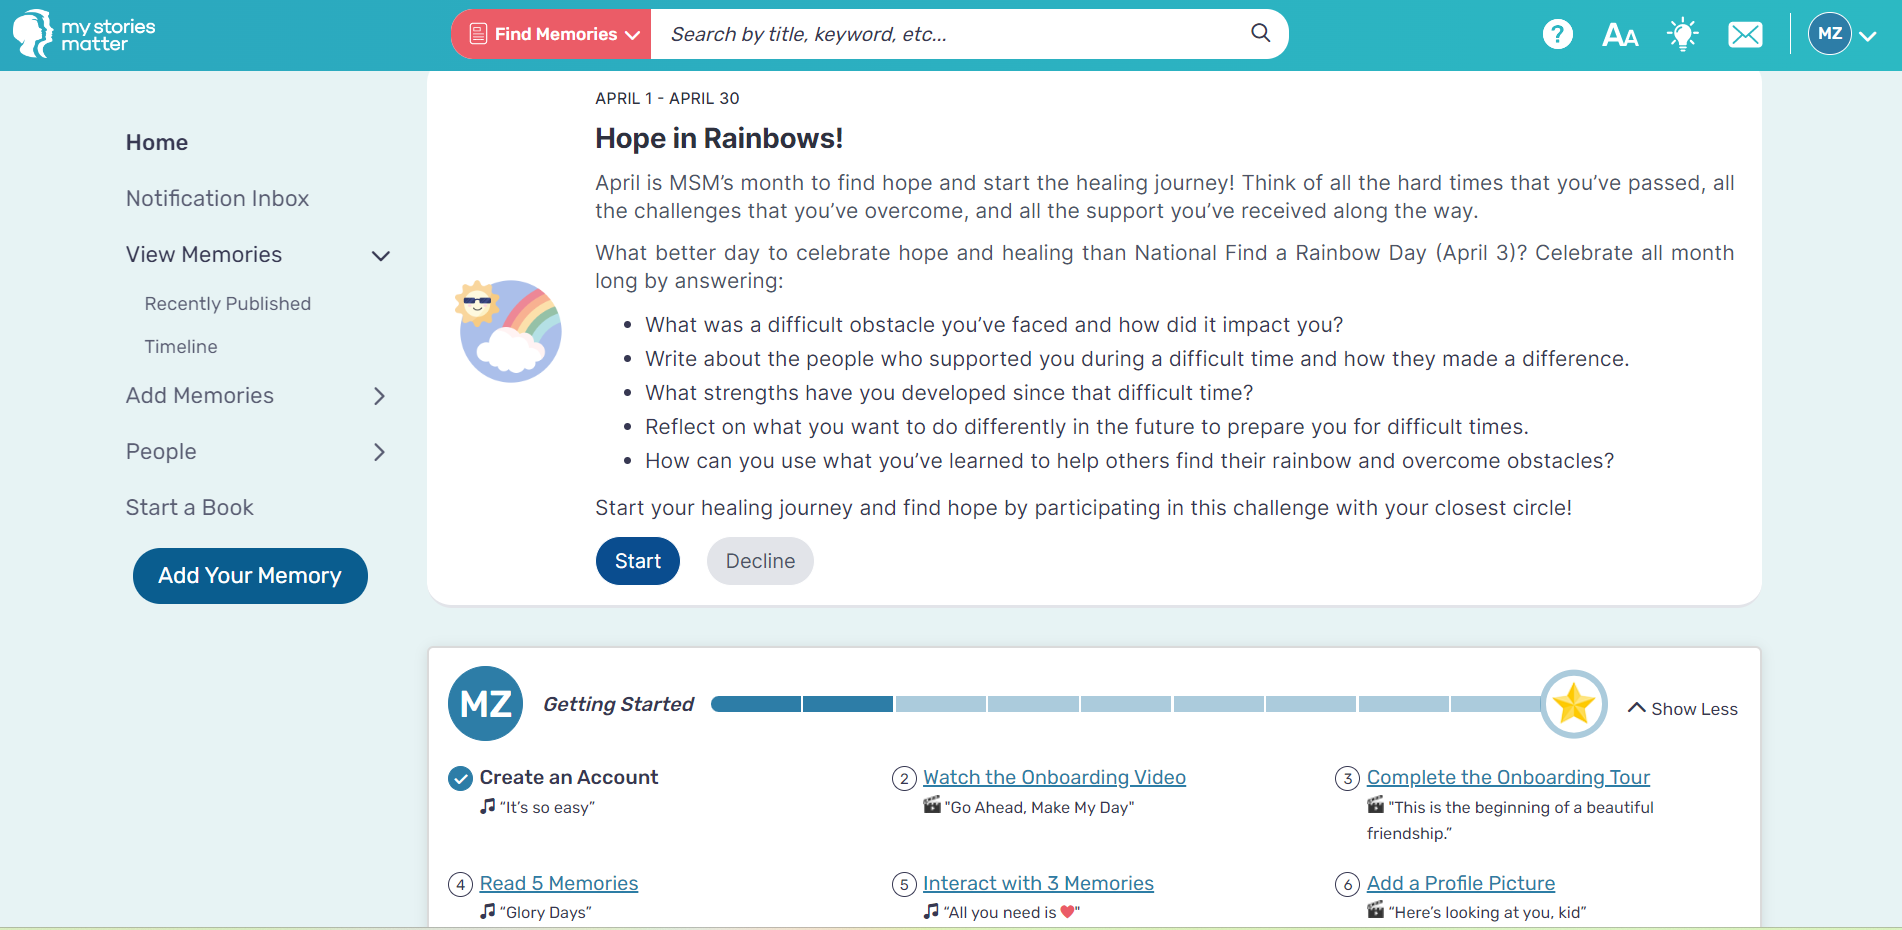 my stories
matter
Find Memories
Search by title, keyword, etc...
?
AA
MZ
Home
Notification Inbox
View Memories
Recently Published
Timeline
Add Memories
People
Start a Book
Add Your Memory
APRIL 1 - APRIL 30
Hope in Rainbows!
April is MSM’s month to find hope and start the healing journey! Think of all the hard times that you’ve passed, all
the challenges that you’ve overcome, and all the support you’ve received along the way.
What better day to celebrate hope and healing than National Find a Rainbow Day (April 3)? Celebrate all month
long by answering:
• What was a difficult obstacle you’ve faced and how did it impact you?
• Write about the people who supported you during a difficult time and how they made a difference.
• What strengths have you developed since that difficult time?
• Reflect on what you want to do differently in the future to prepare you for difficult times.
• How can you use what you’ve learned to help others find their rainbow and overcome obstacles?
Start your healing journey and find hope by participating in this challenge with your closest circle!
Start
Decline
MZ
Getting Started
Show Less
Create an Account
🎵 “It’s so easy”
2 Watch the Onboarding Video
🎬 "Go Ahead, Make My Day"
3 Complete the Onboarding Tour
🎬 "This is the beginning of a beautiful
friendship.”
4 Read 5 Memories
🎵 “Glory Days”
5 Interact with 3 Memories
🎵 “All you need is ❤️"
6 Add a Profile Picture
🎬 “Here’s looking at you, kid”